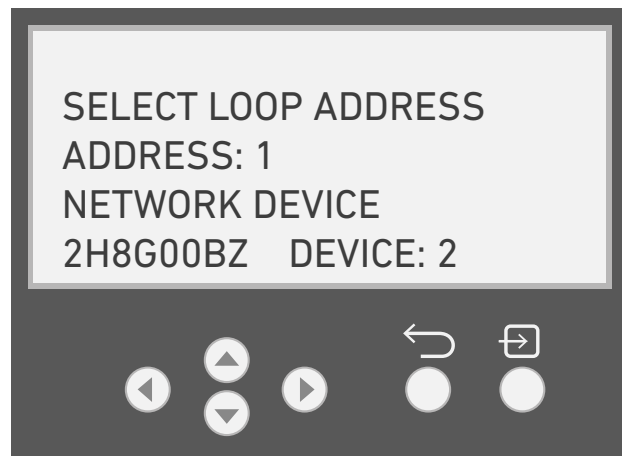 SELECT LOOP ADDRESS
ADDRESS: 1
NETWORK DEVICE
2H8G00BZ DEVICE: 2